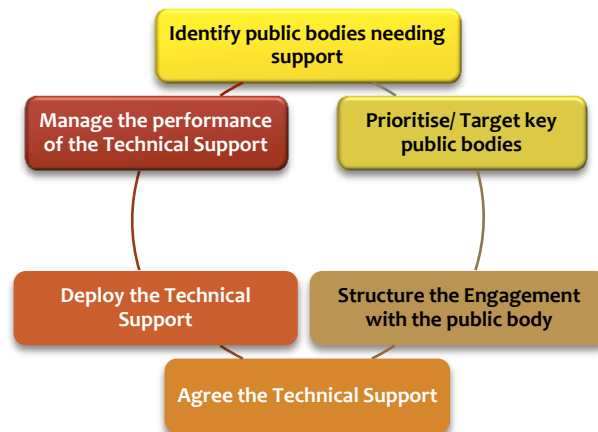 Identify public bodies needing
support
Manage the performance
of the Technical Support
Prioritise/ Target key
public bodies
Deploy the Technical
Support
Structure the Engagement
with the public body
Agree the Technical Support